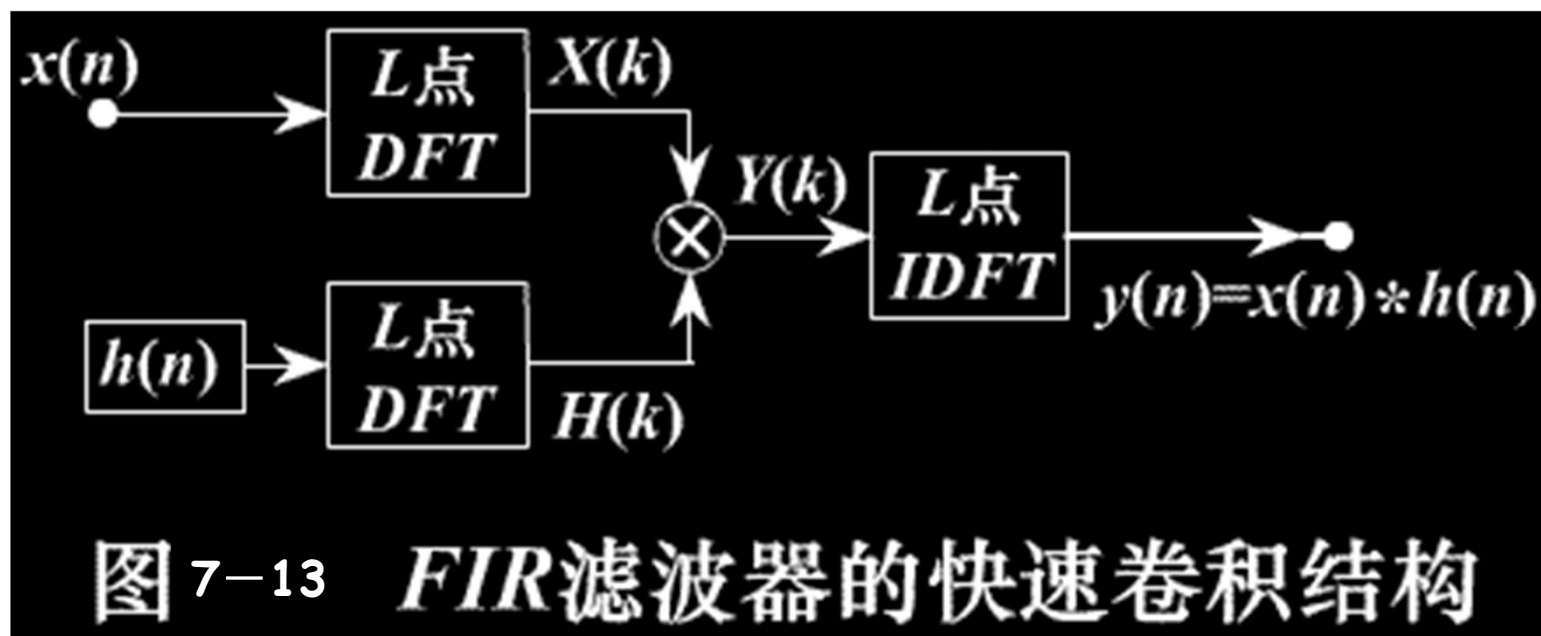 x(n)
L点
DFT
X(k)
h(n)
L点
DFT
H(k)
Y(k)
L点
IDFT
y(n)=x(n)*h(n)
图 7-13 FIR滤波器的快速卷积结构